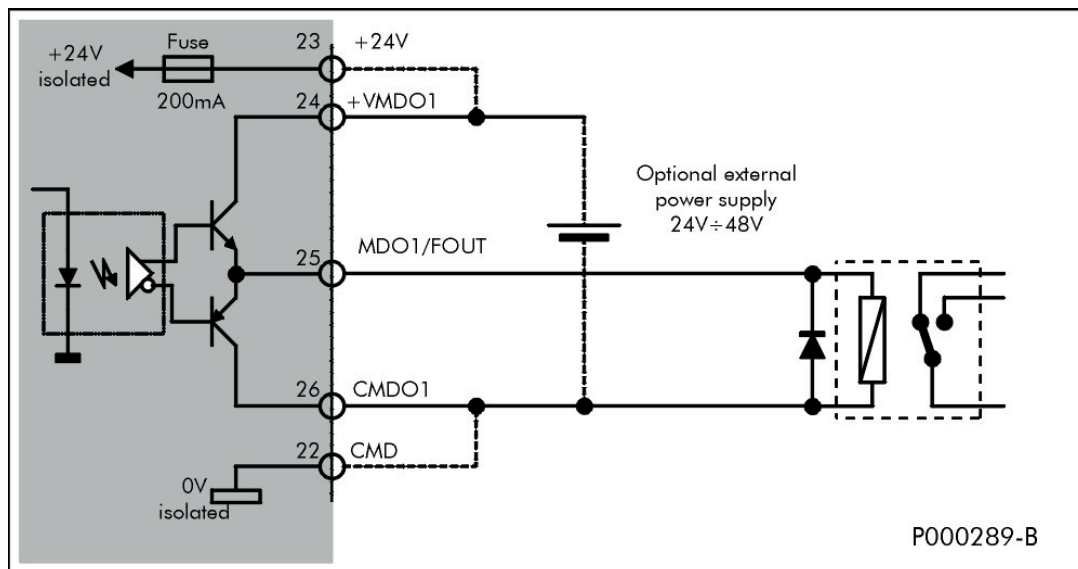 Fuse
23
+24V
+24V
isolated
200mA
24
+VMDO1
Optional external
power supply
24V÷48V
MDO1/FOUT
25
26
CMDO1
22
CMD
0V
isolated
P000289-B